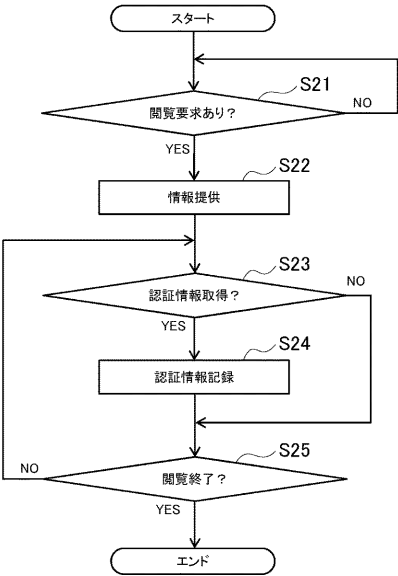 スタート
S21
閲覧要求あり？
NO
YES
S22
情報提供
S23
認証情報取得？
NO
YES
S24
認証情報記録
S25
NO
閲覧終了？
YES
エンド